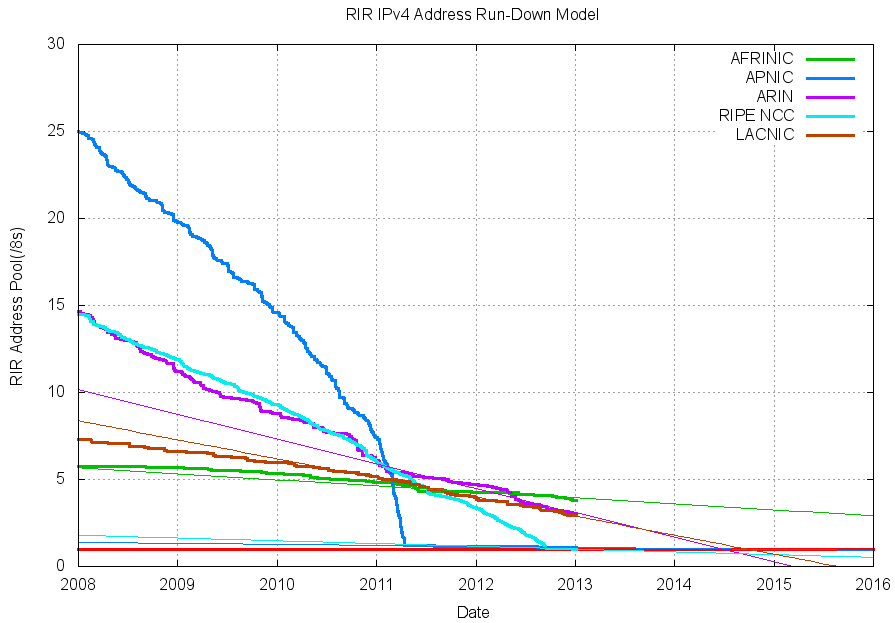 RIR IPv4 Address Run-Down Model
30
25
20
15
10
5
0
RIR Address Pool(/8s)
AFRINIC
APNIC
ARIN
RIPE NCC
LACNIC
2008 2009 2010 2011 2012 2013 2014 2015 2016
Date